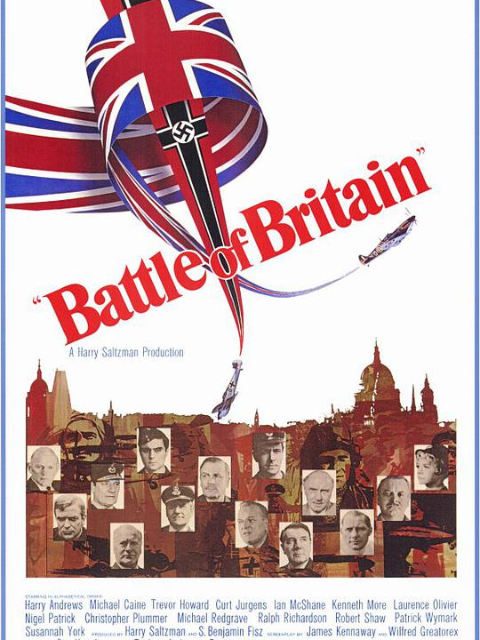 "Battle of Britain"
A Harry Saltzman Production
STARRING IN ALPHABETICAL ORDER
Harry Andrews Michael Caine Trevor Howard Curt Jurgens Ian McShane Kenneth More Laurence Olivier
Nigel Patrick Christopher Plummer Michael Redgrave Ralph Richardson Robert Shaw Patrick Wymark
Susannah York PRODUCED BY Harry Saltzman AND S. Benjamin Fisz SCREENPLAY BY James Kennaway AND Wilfred Greatorex